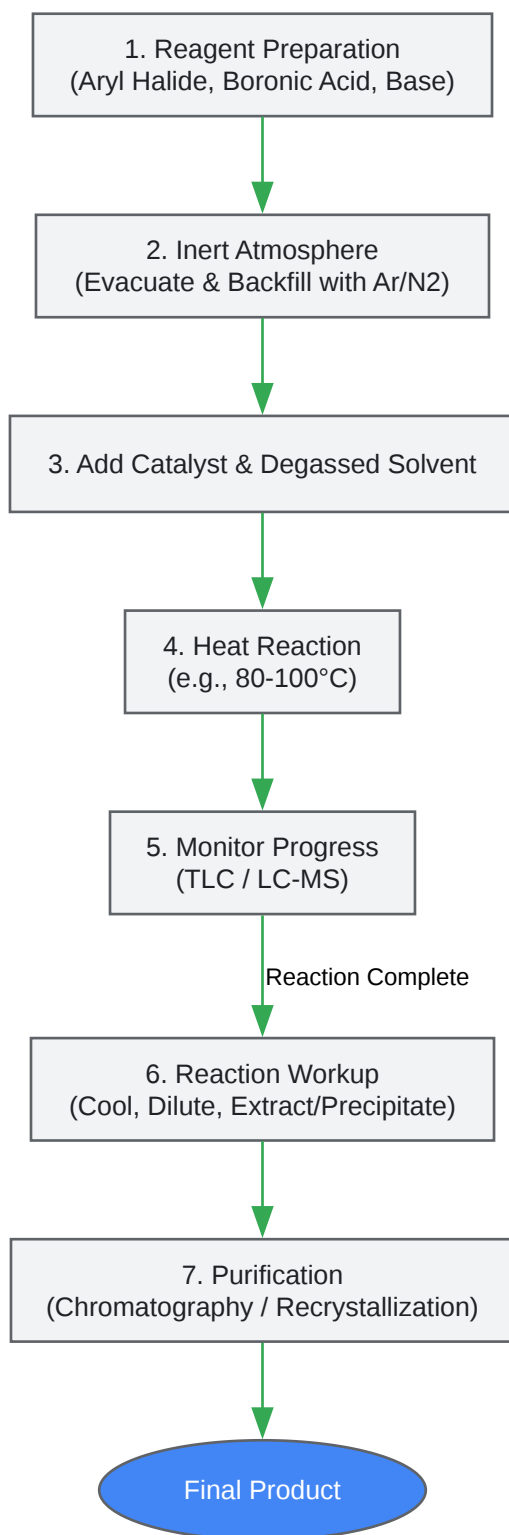 1. Reagent Preparation
(Aryl Halide, Boronic Acid, Base)
2. Inert Atmosphere
(Evacuate & Backfill with Ar/N2)
3. Add Catalyst & Degassed Solvent
4. Heat Reaction
(e.g., 80-100°C)
5. Monitor Progress
(TLC / LC-MS)
Reaction Complete
6. Reaction Workup
(Cool, Dilute, Extract/Precipitate)
7. Purification
(Chromatography / Recrystallization)
Final Product